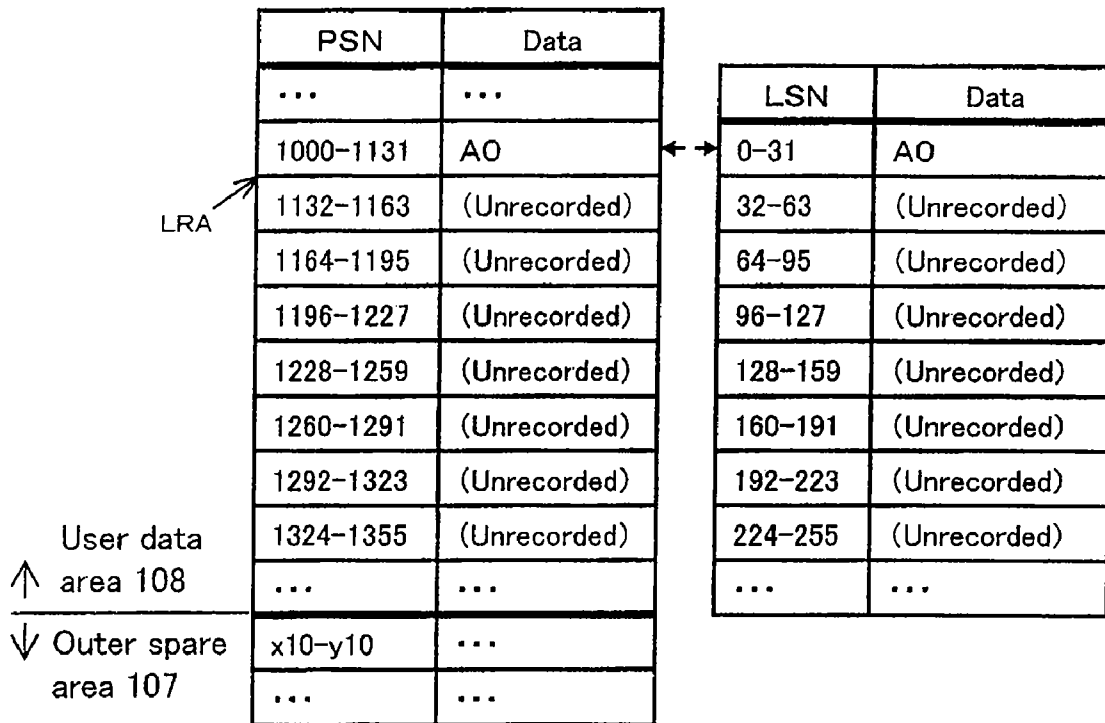 PSN Data
... ...
1000-1131 A0
1132-1163 (Unrecorded)
1164-1195 (Unrecorded)
1196-1227 (Unrecorded)
1228-1259 (Unrecorded)
1260-1291 (Unrecorded)
1292-1323 (Unrecorded)
1324-1355 (Unrecorded)
... ...
x10-y10 ...
... ...
LSN Data
0-31 A0
32-63 (Unrecorded)
64-95 (Unrecorded)
96-127 (Unrecorded)
128-159 (Unrecorded)
160-191 (Unrecorded)
192-223 (Unrecorded)
224-255 (Unrecorded)
... ...
LRA
User data
↑ area 108
↓ Outer spare
area 107